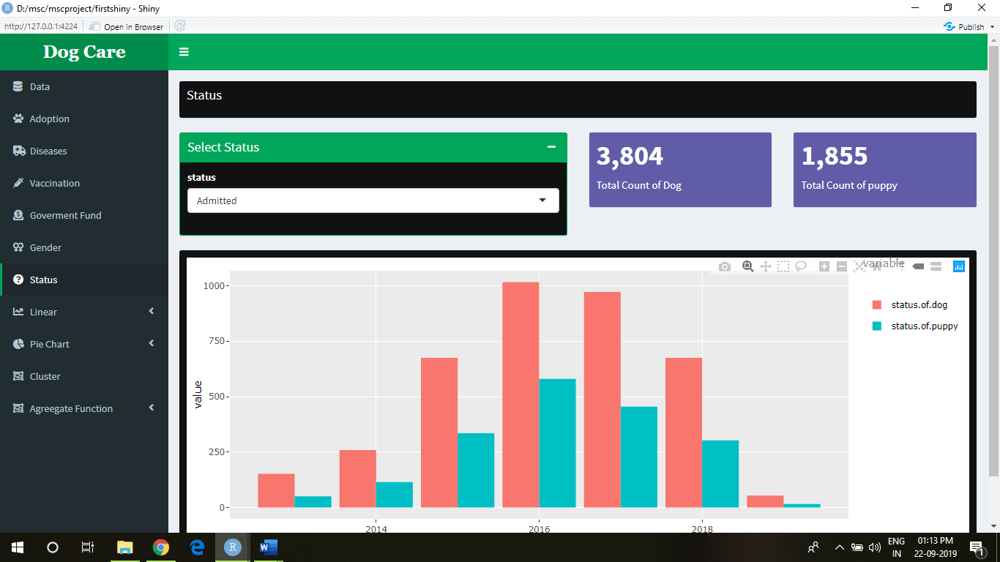 D:/msc/mscproject/firstshiny - Shiny
http://127.0.0.1:4224 Open in Browser Publish
Dog Care
Data
Adoption
Diseases
Vaccination
Goverment Fund
Gender
Status
Linear
Pie Chart
Cluster
Agreegate Function
Status
Select Status
status
Admitted
3,804
Total Count of Dog
1,855
Total Count of puppy
variable
status.of.dog
status.of.puppy
value
1000
750
500
250
0
2014 2016 2018
ENG
IN
01:13 PM
22-09-2019
1